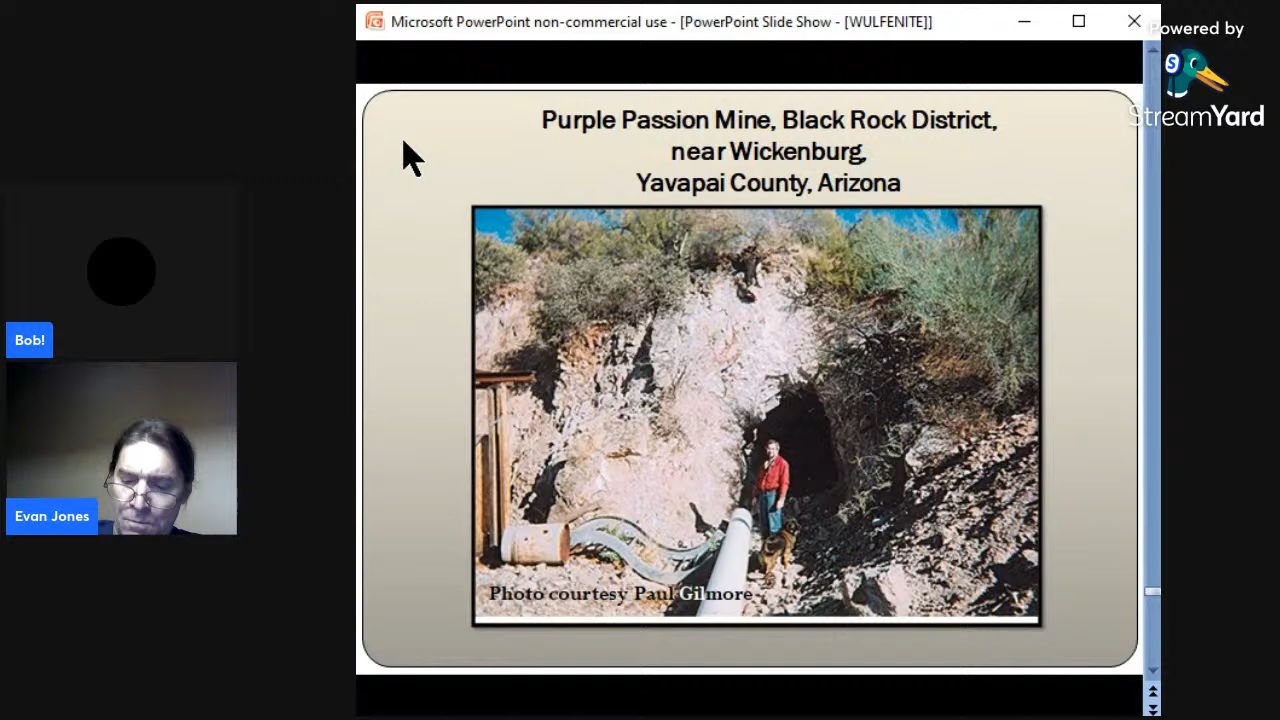 Microsoft PowerPoint non-commercial use - [PowerPoint Slide Show - [WULFENITE]]
Powered by
S
StreamYard
Purple Passion Mine, Black Rock District,
near Wickenburg,
Yavapai County, Arizona
Bob!
Evan Jones
Photo courtesy Paul Gilmore